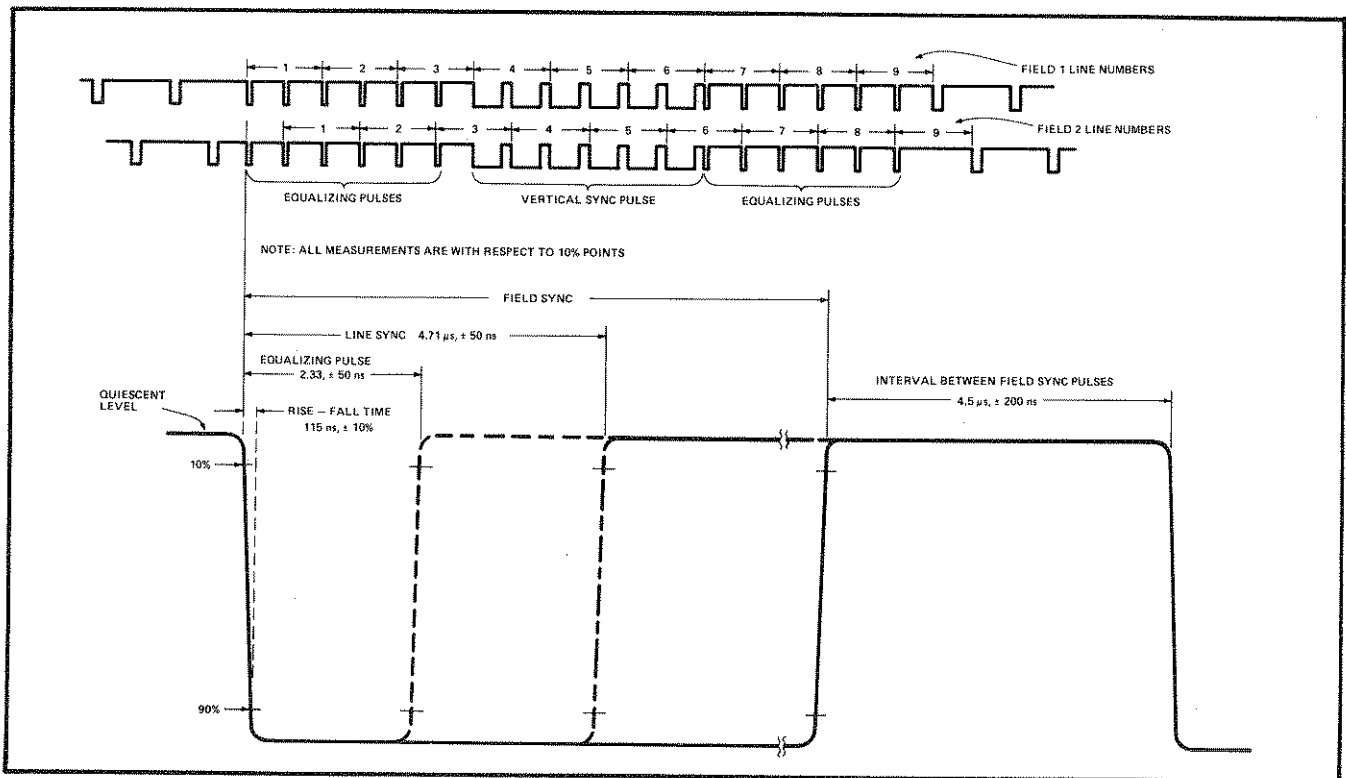 1 2 3 4 5 6 7 8 9
FIELD 1 LINE NUMBERS
1 2 3 4 5 6 7 8 9
FIELD 2 LINE NUMBERS
EQUALIZING PULSES
VERTICAL SYNC PULSE
EQUALIZING PULSES
NOTE: ALL MEASUREMENTS ARE WITH RESPECT TO 10% POINTS
FIELD SYNC
LINE SYNC 4.71 µs, ± 50 ns
EQUALIZING PULSE
2.33, ± 50 ns
INTERVAL BETWEEN FIELD SYNC PULSES
4.5 µs, ± 200 ns
QUIESCENT
LEVEL
RISE – FALL TIME
115 ns, ± 10%
10%
90%